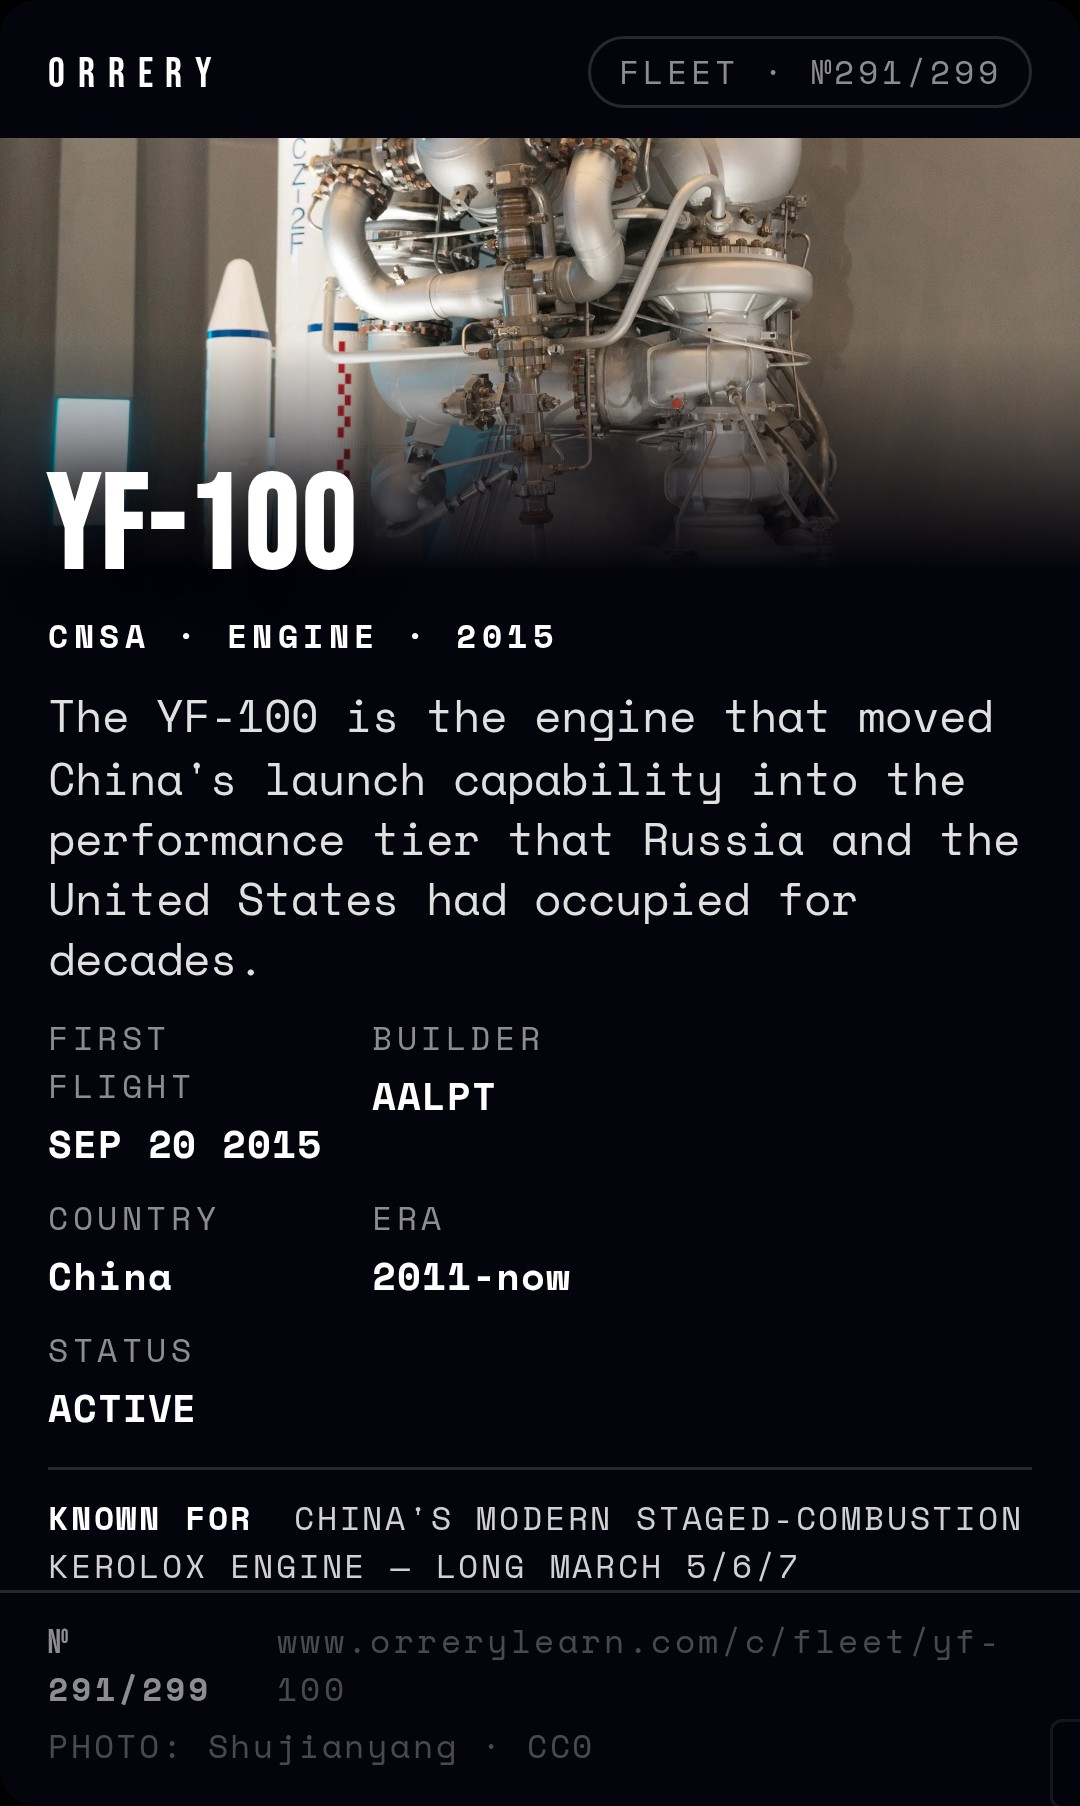 ORRERY
FLEET · №291/299
CZ-2F
YF-100
CNSA · ENGINE · 2015
The YF-100 is the engine that moved
China's launch capability into the
performance tier that Russia and the
United States had occupied for
decades.
FIRST
FLIGHT
SEP 20 2015
BUILDER
AALPT
COUNTRY
China
ERA
2011-now
STATUS
ACTIVE
KNOWN FOR CHINA'S MODERN STAGED-COMBUSTION
KEROLOX ENGINE — LONG MARCH 5/6/7
№
291/299
www.orrerylearn.com/c/fleet/yf-
100
PHOTO: Shujianyang · CC0